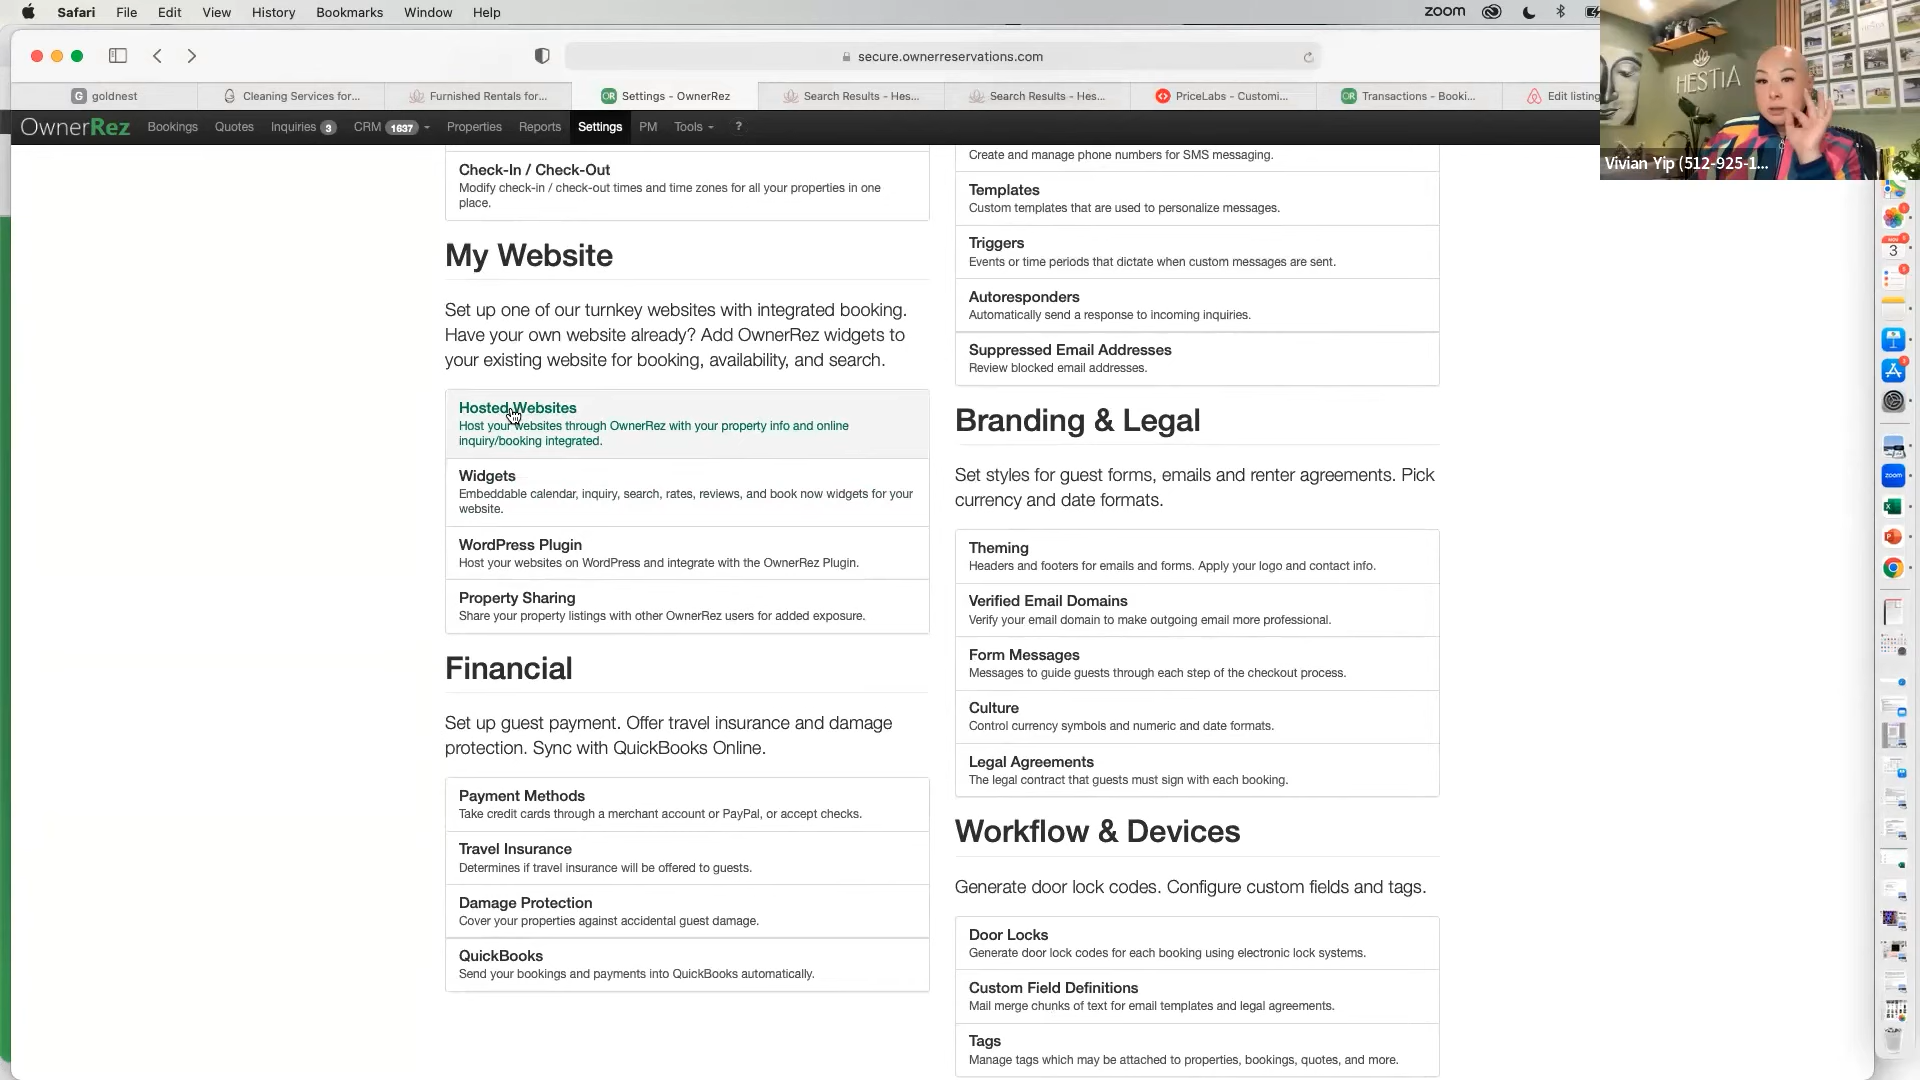 Safari File Edit View History Bookmarks Window Help
zoom
secure.ownerreservations.com
goldnest
Cleaning Services for...
Furnished Rentals for...
Settings - OwnerRez
Search Results - Hes...
Search Results - Hes...
PriceLabs - Customi...
Transactions - Booki...
Edit listing
OwnerRez Bookings Quotes Inquiries 3 CRM 1637 Properties Reports Settings PM Tools ?
HESTIA
Vivian Yip (512-925-1...
Check-In / Check-Out
Modify check-in / check-out times and time zones for all your properties in one
place.
My Website
Set up one of our turnkey websites with integrated booking.
Have your own website already? Add OwnerRez widgets to
your existing website for booking, availability, and search.
Hosted Websites
Host your websites through OwnerRez with your property info and online
inquiry/booking integrated.
Widgets
Embeddable calendar, inquiry, search, rates, reviews, and book now widgets for your
website.
WordPress Plugin
Host your websites on WordPress and integrate with the OwnerRez Plugin.
Property Sharing
Share your property listings with other OwnerRez users for added exposure.
Financial
Set up guest payment. Offer travel insurance and damage
protection. Sync with QuickBooks Online.
Payment Methods
Take credit cards through a merchant account or PayPal, or accept checks.
Travel Insurance
Determines if travel insurance will be offered to guests.
Damage Protection
Cover your properties against accidental guest damage.
QuickBooks
Send your bookings and payments into QuickBooks automatically.
Create and manage phone numbers for SMS messaging.
Templates
Custom templates that are used to personalize messages.
Triggers
Events or time periods that dictate when custom messages are sent.
Autoresponders
Automatically send a response to incoming inquiries.
Suppressed Email Addresses
Review blocked email addresses.
Branding & Legal
Set styles for guest forms, emails and renter agreements. Pick
currency and date formats.
Theming
Headers and footers for emails and forms. Apply your logo and contact info.
Verified Email Domains
Verify your email domain to make outgoing email more professional.
Form Messages
Messages to guide guests through each step of the checkout process.
Culture
Control currency symbols and numeric and date formats.
Legal Agreements
The legal contract that guests must sign with each booking.
Workflow & Devices
Generate door lock codes. Configure custom fields and tags.
Door Locks
Generate door lock codes for each booking using electronic lock systems.
Custom Field Definitions
Mail merge chunks of text for email templates and legal agreements.
Tags
Manage tags which may be attached to properties, bookings, quotes, and more.
3
zoom